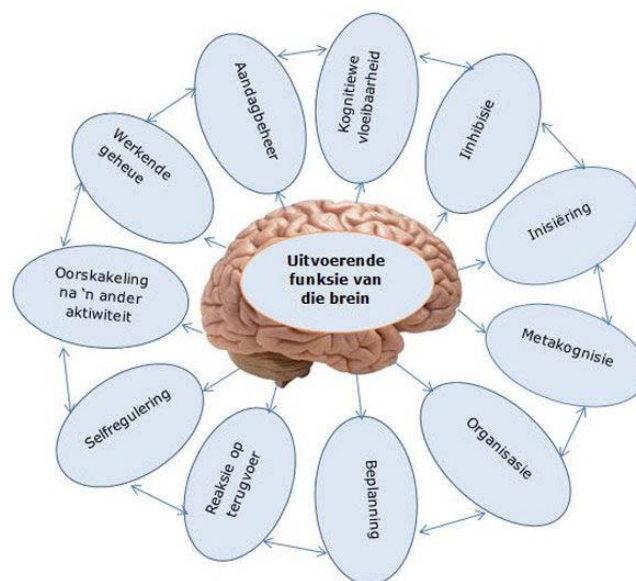 Uitvoerende
funksie van
die brein
Kognitiewe
vloeibaarheid
Iinhibisie
Inisiëring
Metakognisie
Organisasie
Beplanning
Reaksie op
terugvoer
Selfregulering
Oorskakeling
na ‘n ander
aktiwiteit
Werkende
geheue
Aandagbeheer